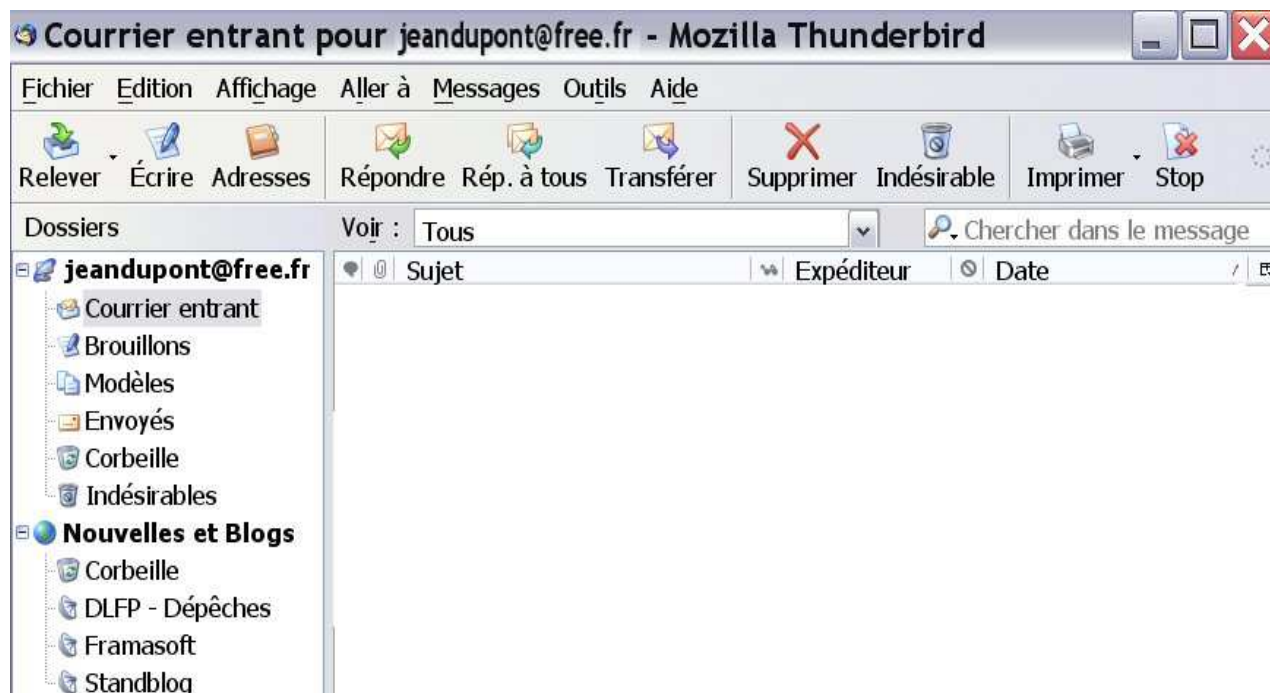 Courrier entrant pour jeandupont@free.fr - Mozilla Thunderbird
Fichier Edition Affichage Aller à Messages Outils Aide
Relever Écrire Adresses Répondre Rép. à tous Transférer Supprimer Indésirable Imprimer Stop
Dossiers Voir : Tous Chercher dans le message
jeandupont@free.fr Sujet Expéditeur Date
Courrier entrant
Brouillons
Modèles
Envoyés
Corbeille
Indésirables
Nouvelles et Blogs
Corbeille
DLFP - Dépêches
Framasoft
Standblog